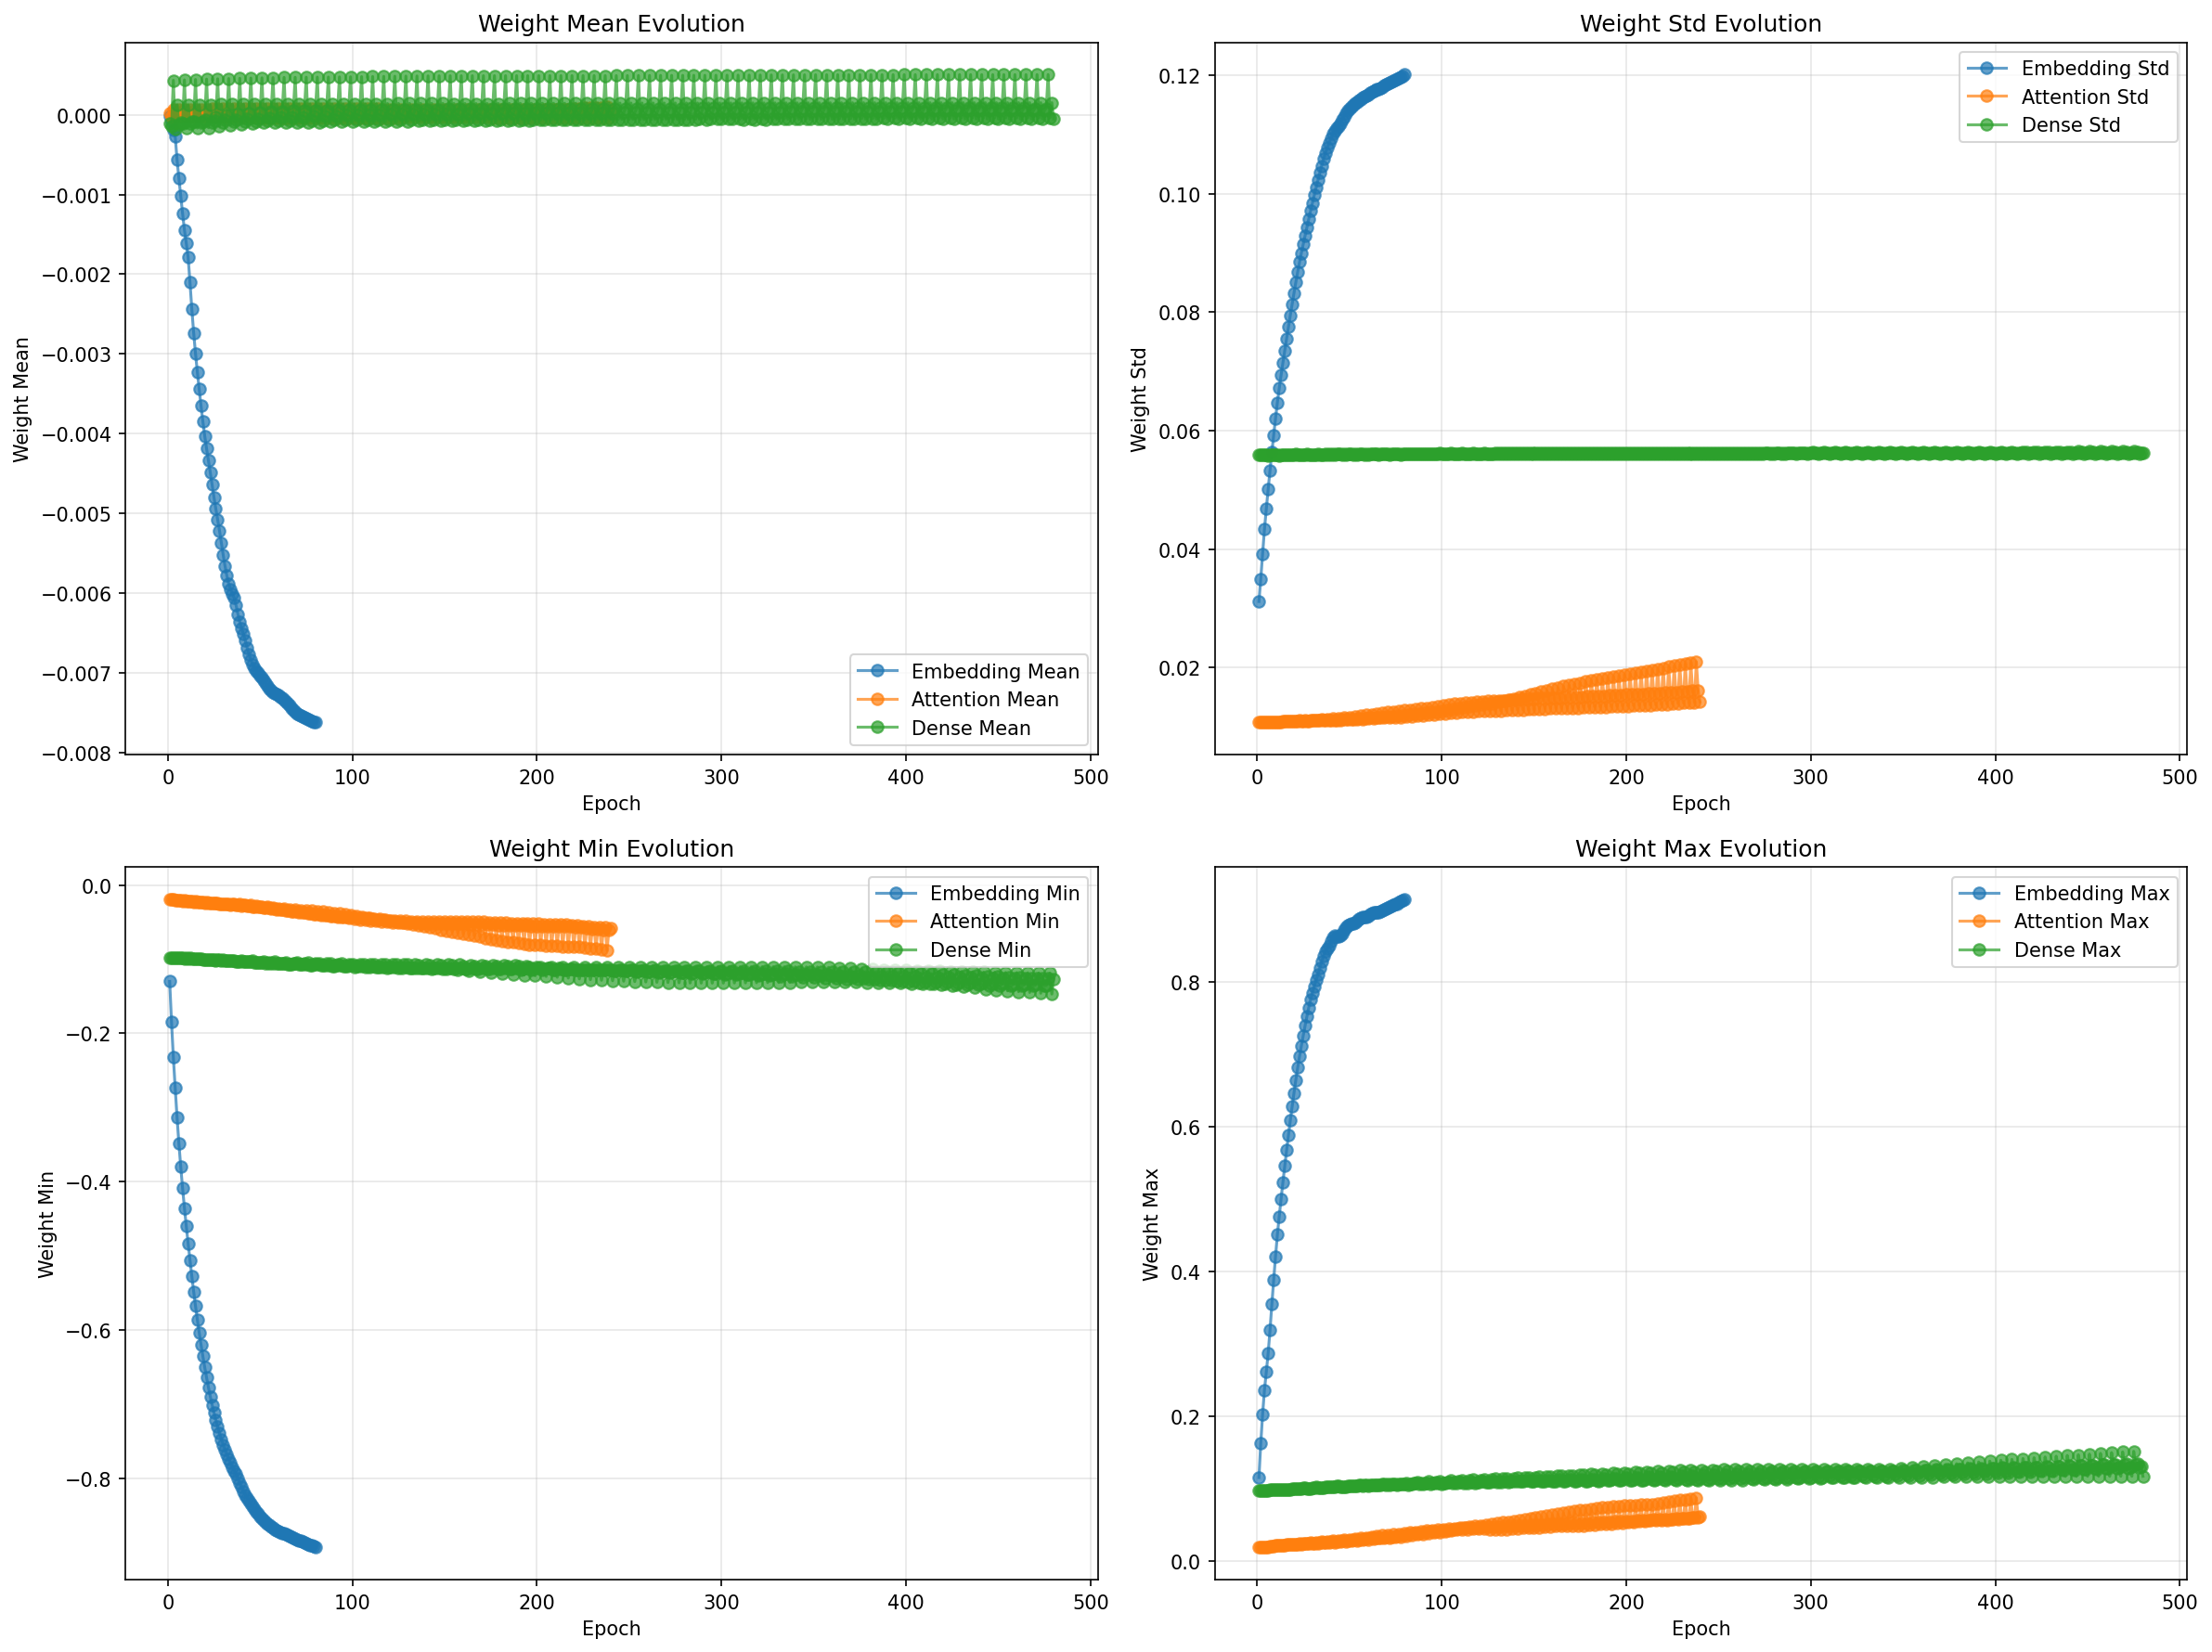 Weight Mean Evolution
Weight Mean
0.000
−0.001
−0.002
−0.003
−0.004
−0.005
−0.006
−0.007
−0.008
Embedding Mean
Attention Mean
Dense Mean
0 100 200 300 400 500
Epoch
Weight Std Evolution
Weight Std
0.12
0.10
0.08
0.06
0.04
0.02
Embedding Std
Attention Std
Dense Std
0 100 200 300 400 500
Epoch
Weight Min Evolution
Weight Min
0.0
−0.2
−0.4
−0.6
−0.8
Embedding Min
Attention Min
Dense Min
0 100 200 300 400 500
Epoch
Weight Max Evolution
Weight Max
0.8
0.6
0.4
0.2
0.0
Embedding Max
Attention Max
Dense Max
0 100 200 300 400 500
Epoch